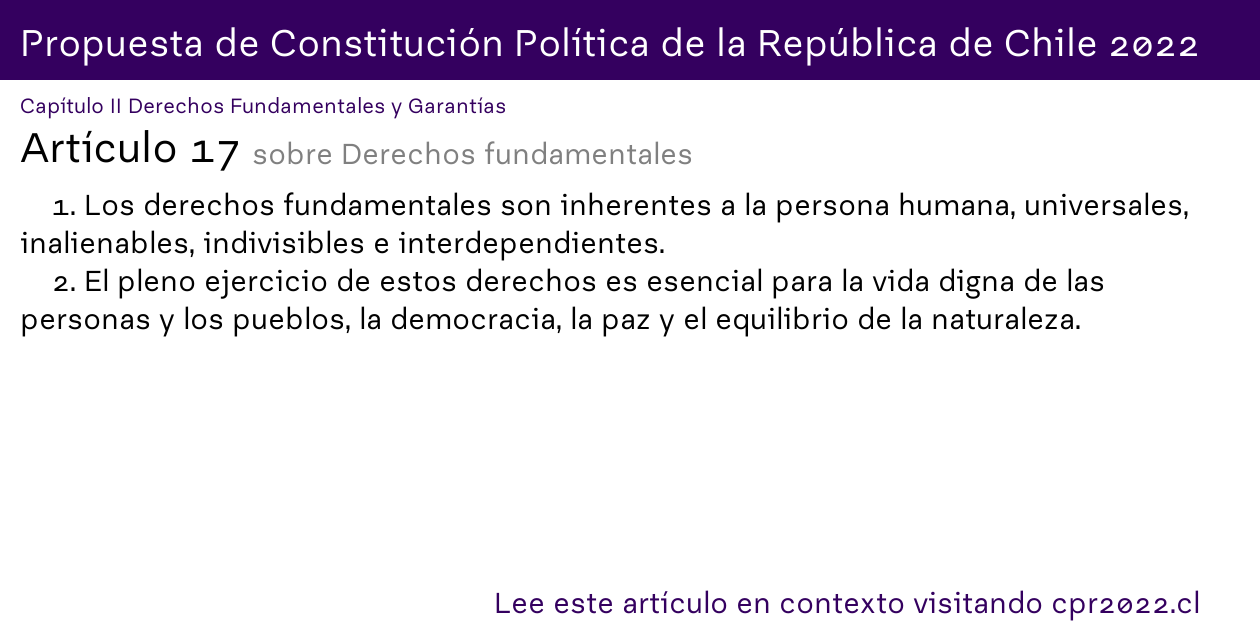 Propuesta de Constitución Política de la República de Chile 2022
Capítulo II Derechos Fundamentales y Garantías
Artículo 17 sobre Derechos fundamentales
1. Los derechos fundamentales son inherentes a la persona humana, universales,
inalienables, indivisibles e interdependientes.
2. El pleno ejercicio de estos derechos es esencial para la vida digna de las
personas y los pueblos, la democracia, la paz y el equilibrio de la naturaleza.
Lee este artículo en contexto visitando cpr2022.cl